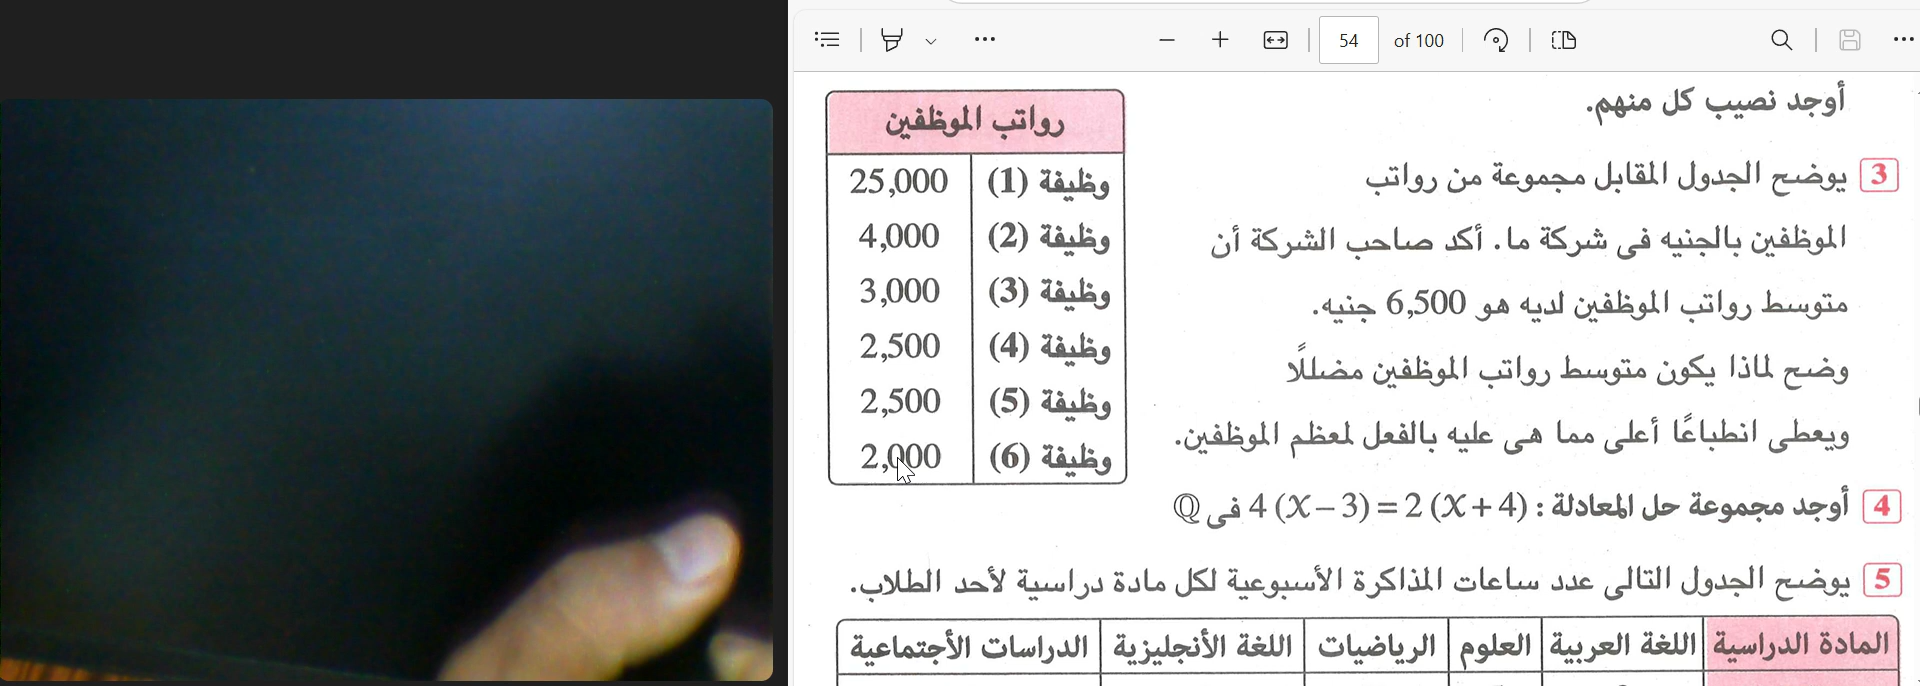 54 of 100
أوجد نصيب كل منهم.
3 يوضح الجدول المقابل مجموعة من رواتب
الموظفين بالجنيه فى شركة ما. أكد صاحب الشركة أن
متوسط رواتب الموظفين لديه هو 6,500 جنيه.
وضح لماذا يكون متوسط رواتب الموظفين مضللًا
ويعطى انطباعًا أعلى مما هى عليه بالفعل لمعظم الموظفين.
رواتب الموظفين
وظيفة (1) 25,000
وظيفة (2) 4,000
وظيفة (3) 3,000
وظيفة (4) 2,500
وظيفة (5) 2,500
وظيفة (6) 2,000
4 أوجد مجموعة حل المعادلة : 4 (X – 3) = 2 (X + 4) فى ℚ
5 يوضح الجدول التالى عدد ساعات المذاكرة الأسبوعية لكل مادة دراسية لأحد الطلاب.
المادة الدراسية اللغة العربية العلوم الرياضيات اللغة الأنجليزية الدراسات الأجتماعية